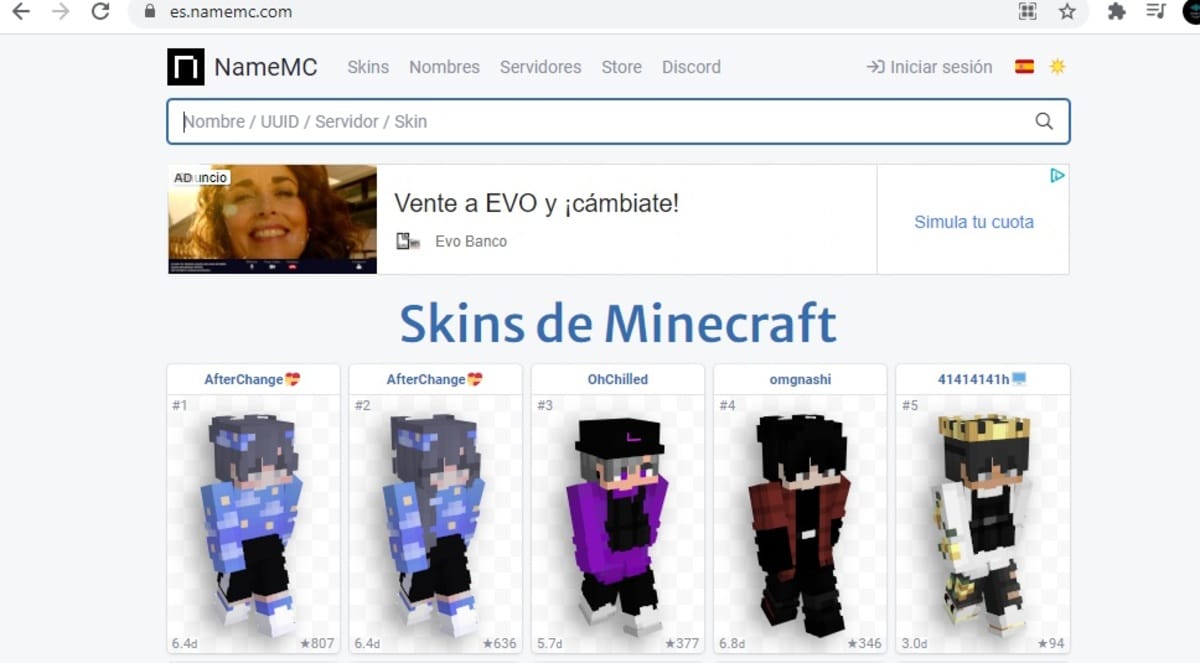 es.namemc.com
NameMC Skins Nombres Servidores Store Discord Iniciar sesión
Nombre / UUID / Servidor / Skin
Vente a EVO y ¡cámbiate!
Evo Banco
Simula tu cuota
Skins de Minecraft
AfterChange💝 AfterChange💝 OhChilled omgnashi 41414141h🖥️
#1 #2 #3 #4 #5
6.4d ★807 6.4d ★636 5.7d ★377 6.8d ★346 3.0d ★94